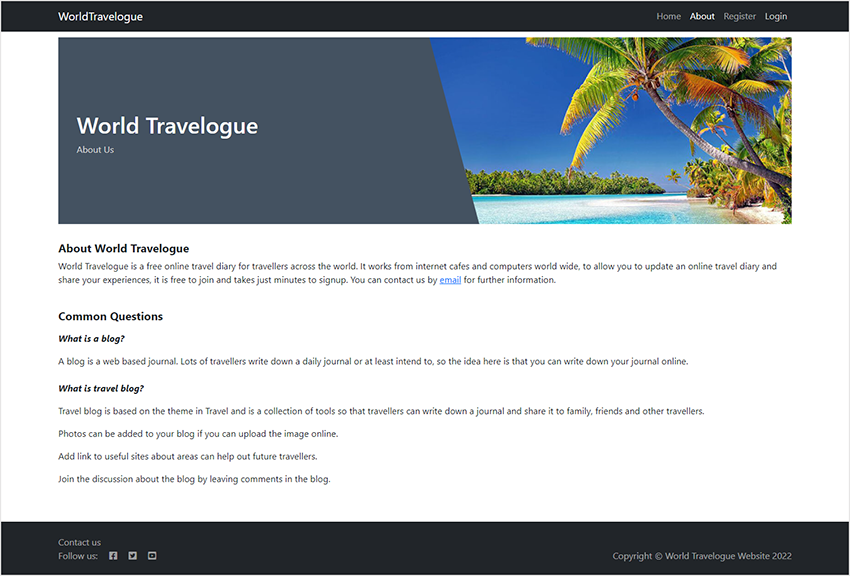 WorldTravelogue
Home About Register Login
World Travelogue
About Us
About World Travelogue
World Travelogue is a free online travel diary for travellers across the world. It works from internet cafes and computers world wide, to allow you to update an online travel diary and
share your experiences, it is free to join and takes just minutes to signup. You can contact us by email for further information.
Common Questions
What is a blog?
A blog is a web based journal. Lots of travellers write down a daily journal or at least intend to, so the idea here is that you can write down your journal online.
What is travel blog?
Travel blog is based on the theme in Travel and is a collection of tools so that travellers can write down a journal and share it to family, friends and other travellers.
Photos can be added to your blog if you can upload the image online.
Add link to useful sites about areas can help out future travellers.
Join the discussion about the blog by leaving comments in the blog.
Contact us
Follow us:
Copyright © World Travelogue Website 2022